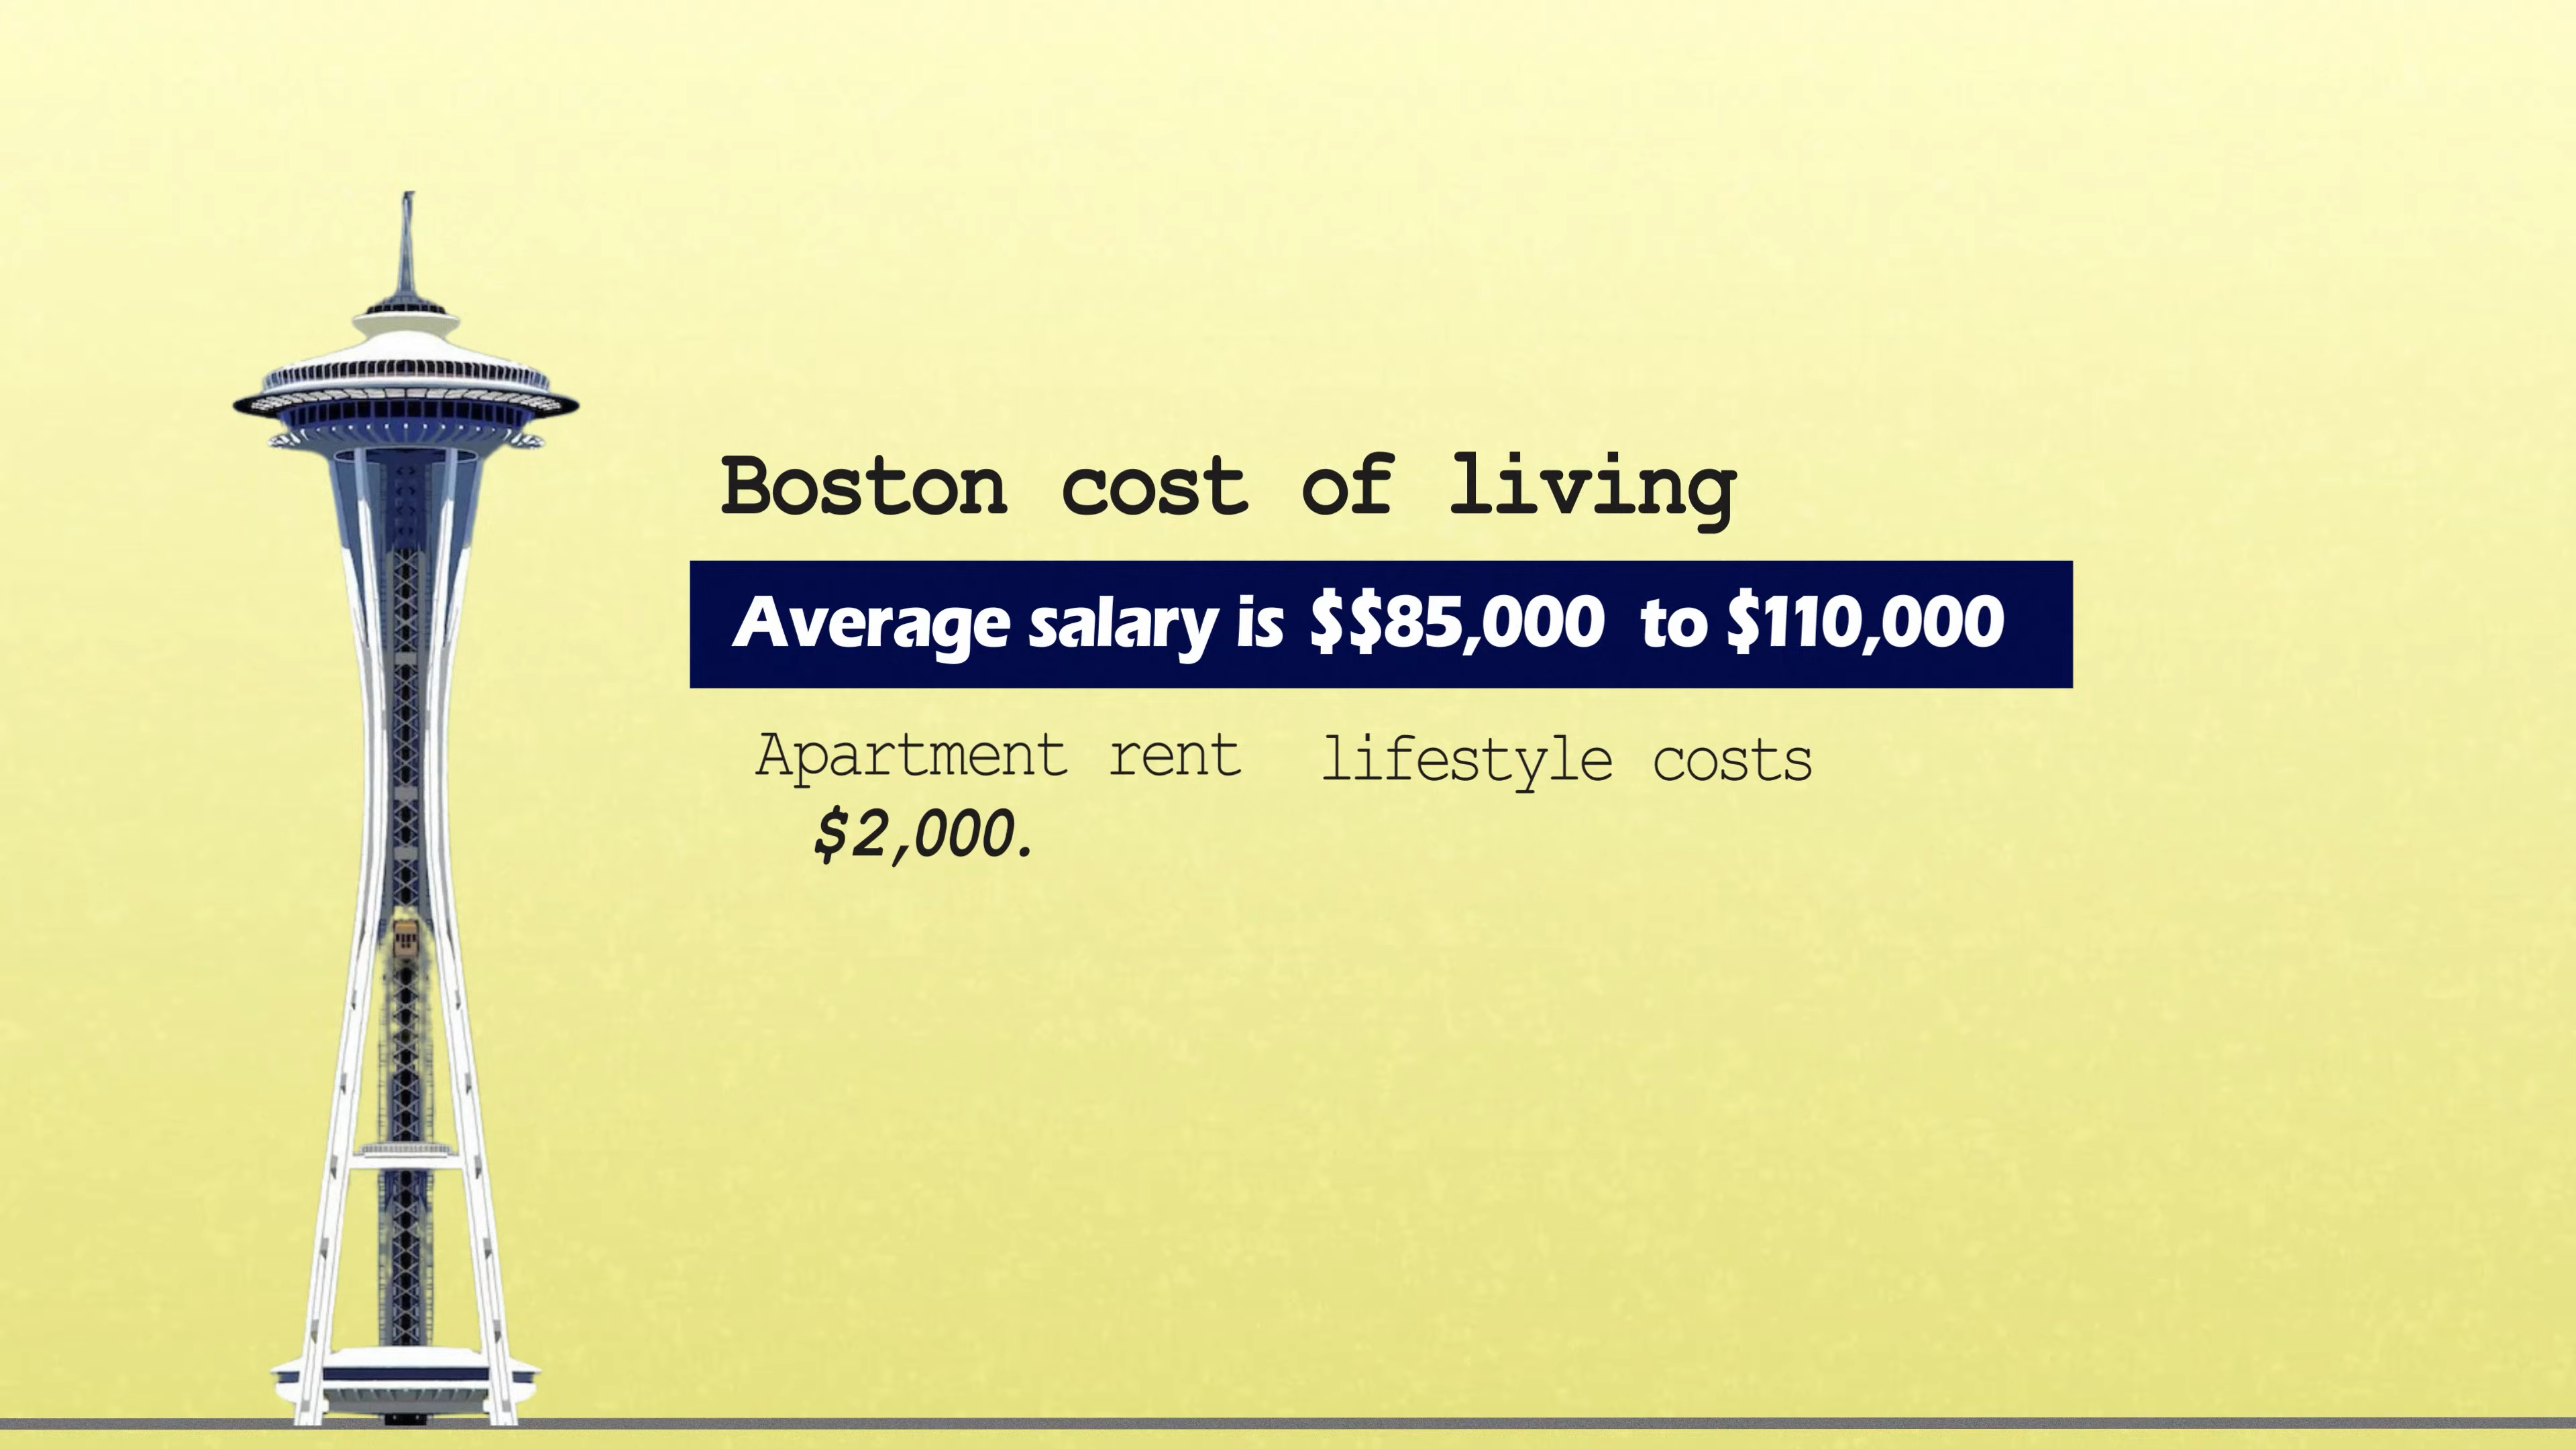 Boston cost of living
Average salary is $$85,000 to $110,000
Apartment rent lifestyle costs
$2,000.